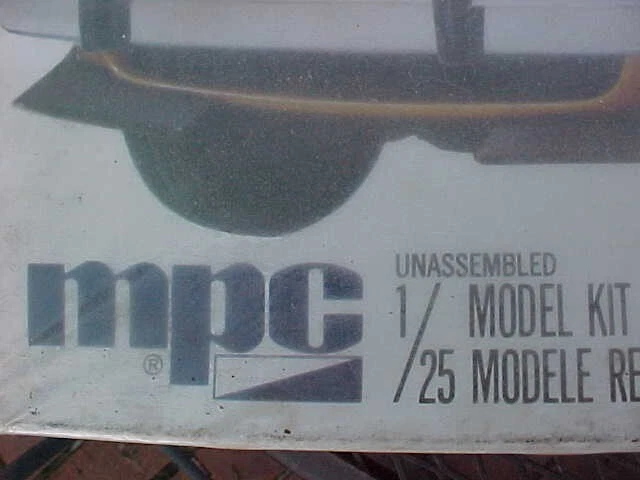 mpc
®
UNASSEMBLED
1/25 MODEL KIT
MODELE RE